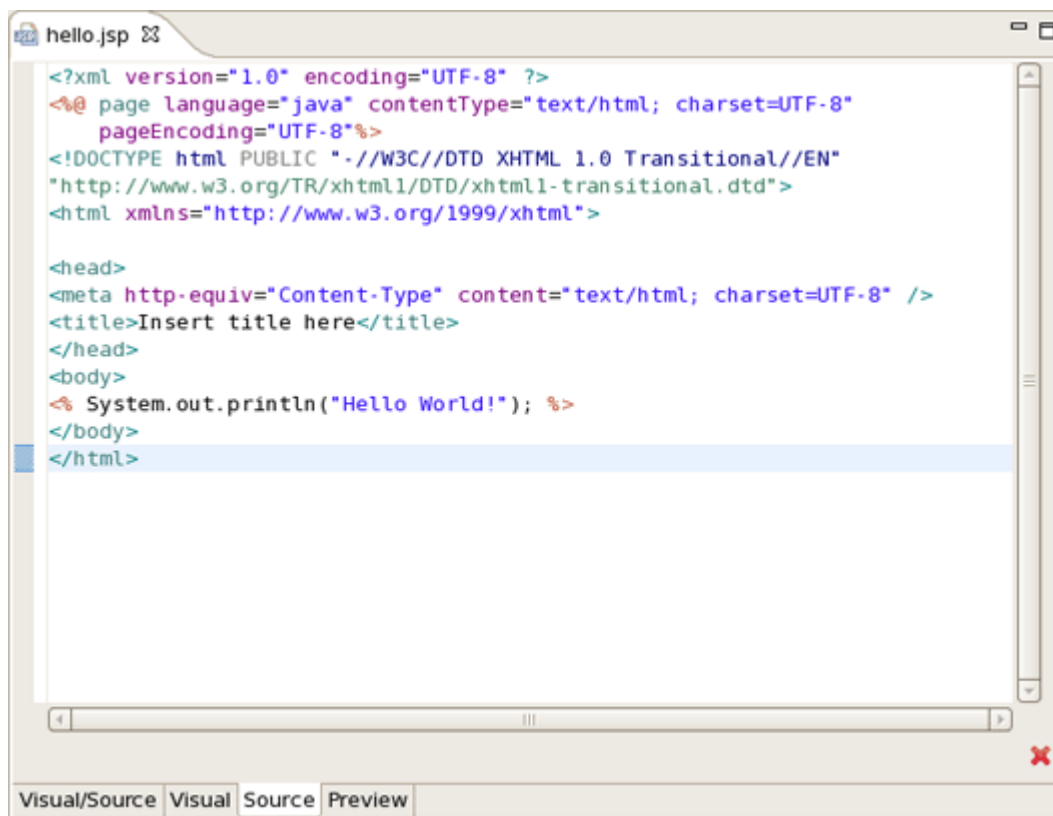 hello.jsp
<?xml version="1.0" encoding="UTF-8" ?>
<%@ page language="java" contentType="text/html; charset=UTF-8"
    pageEncoding="UTF-8"%>
<!DOCTYPE html PUBLIC "-//W3C//DTD XHTML 1.0 Transitional//EN"
"http://www.w3.org/TR/xhtml1/DTD/xhtml1-transitional.dtd">
<html xmlns="http://www.w3.org/1999/xhtml">
<head>
<meta http-equiv="Content-Type" content="text/html; charset=UTF-8" />
<title>Insert title here</title>
</head>
<body>
<% System.out.println("Hello World!"); %>
</body>
</html>
Visual/Source Visual Source Preview